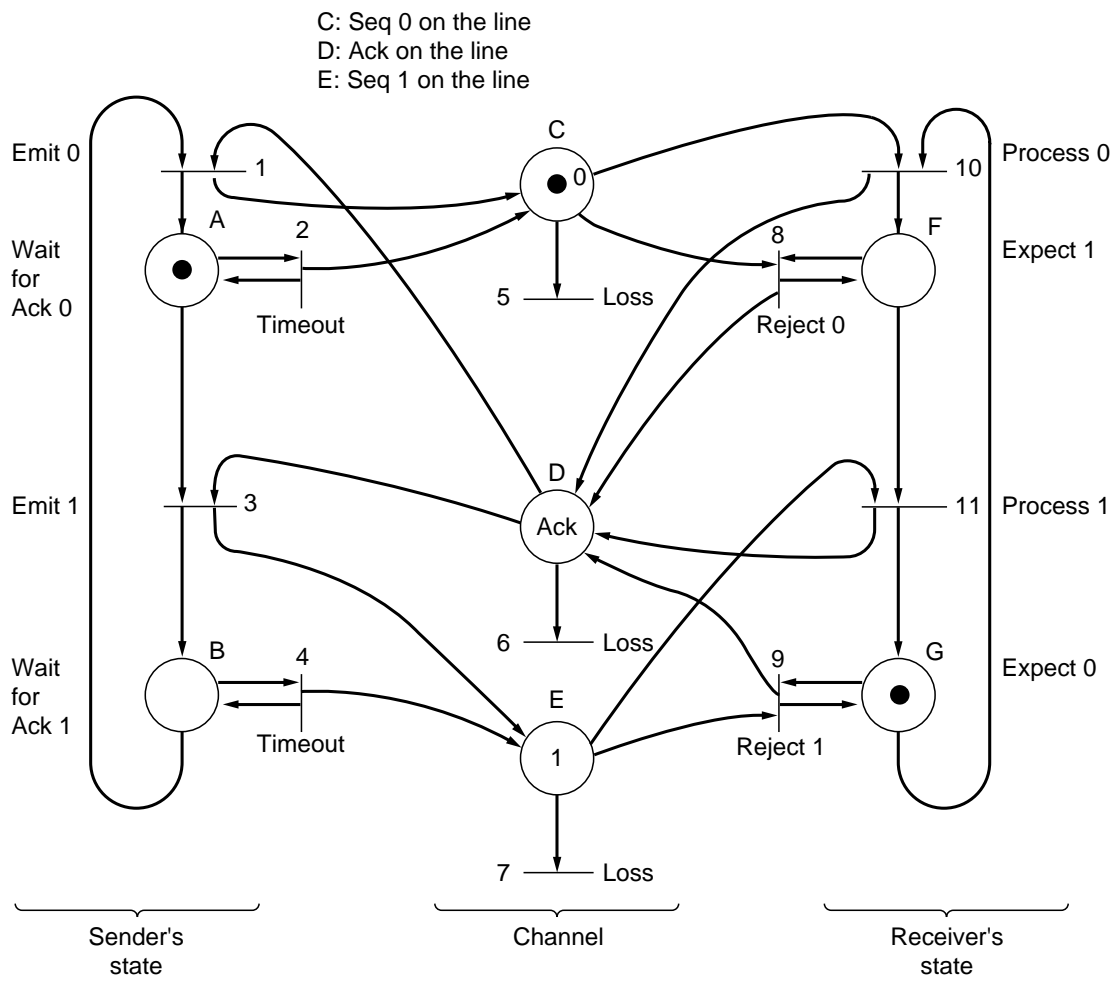 C: Seq 0 on the line
D: Ack on the line
E: Seq 1 on the line
Emit 0
1
C
0
10
Process 0
A
2
8
F
Wait
for
Ack 0
Expect 1
5
Loss
Timeout
Reject 0
D
Emit 1
3
Ack
11
Process 1
6
Loss
B
4
9
G
Wait
for
Ack 1
E
Expect 0
Timeout
1
Reject 1
7
Loss
Sender's
state
Channel
Receiver's
state